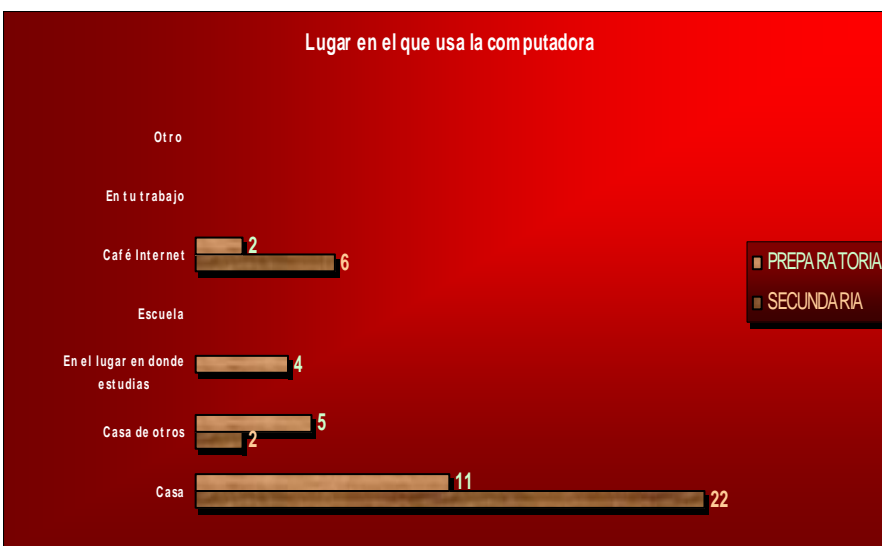 Lugar en el que usa la computadora
Otro
En tu trabajo
Café Internet
2
6
Escuela
En el lugar en donde
estudias
4
Casa de otros
5
2
Casa
11
22
PREPARATORIA
SECUNDARIA